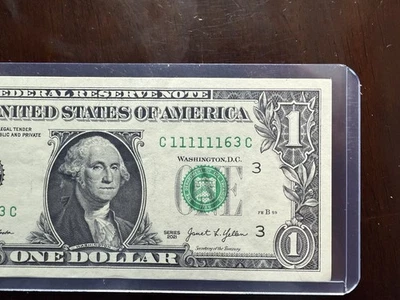 FEDERAL RESERVE NOTE
UNITED STATES OF AMERICA
LEGAL TENDER
PUBLIC AND PRIVATE
C 11111163 C
WASHINGTON, D.C.
3
ONE
3 C
SERIES
2021
Janet L. Yellen
Secretary of the Treasury.
3
1
1
ONE DOLLAR